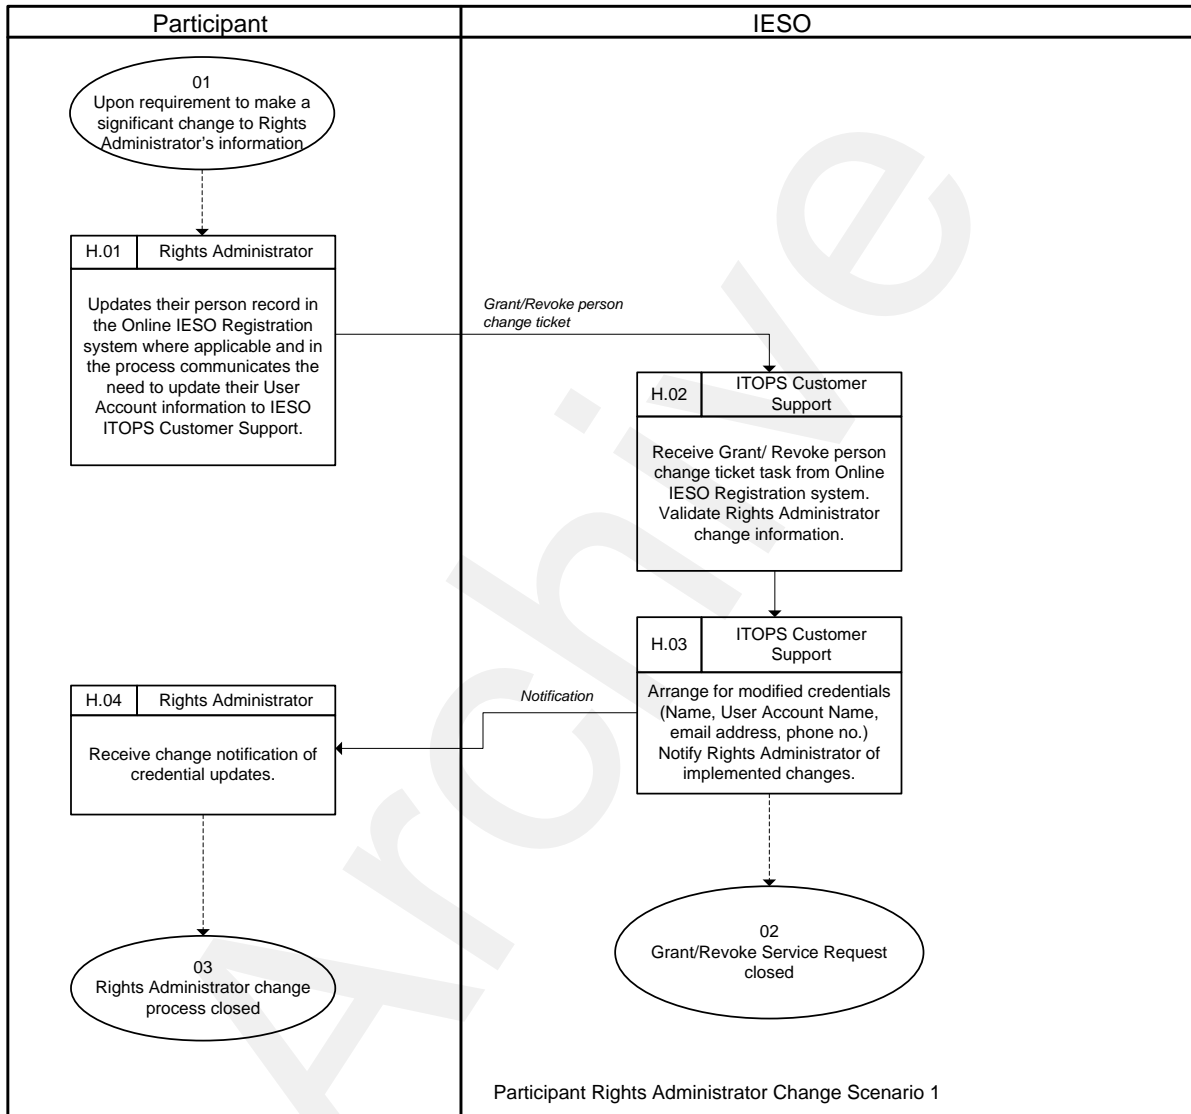 Participant
IESO
01
Upon requirement to make a
significant change to Rights
Administrator's information
H.01
Rights Administrator
Updates their person record in
the Online IESO Registration
system where applicable and in
the process communicates the
need to update their User
Account information to IESO
ITOPS Customer Support.
Grant/Revoke person
change ticket
H.02
ITOPS Customer
Support
Receive Grant/ Revoke person
change ticket task from Online
IESO Registration system.
Validate Rights Administrator
change information.
H.03
ITOPS Customer
Support
Arrange for modified credentials
(Name, User Account Name,
email address, phone no.)
Notify Rights Administrator of
implemented changes.
Notification
H.04
Rights Administrator
Receive change notification of
credential updates.
02
Grant/Revoke Service Request
closed
03
Rights Administrator change
process closed
Participant Rights Administrator Change Scenario 1
Archive